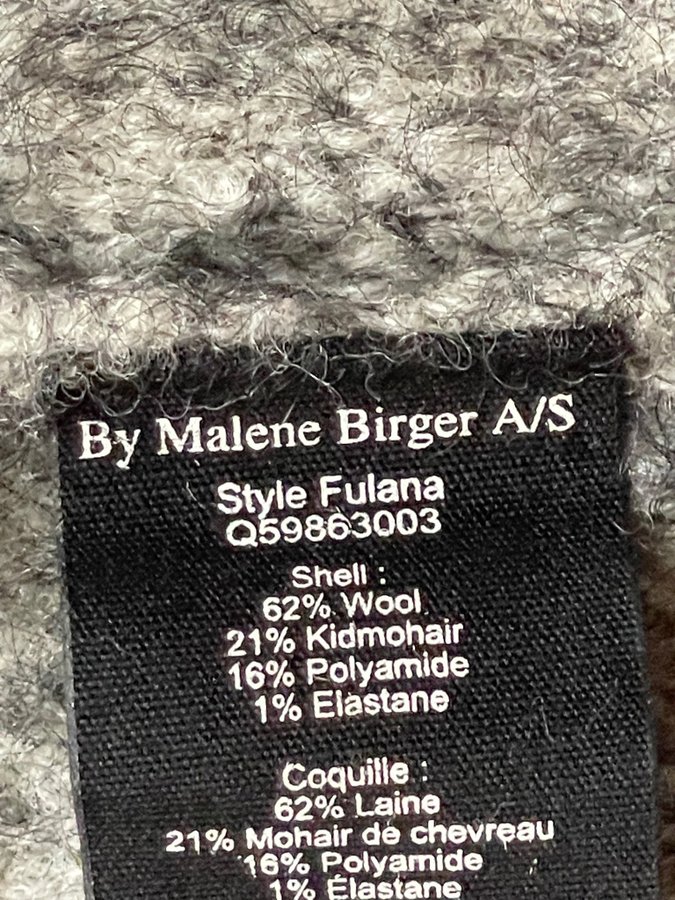 By Malene Birger A/S
Style Fulana
Q59863003
Shell :
62% Wool
21% Kidmohair
16% Polyamide
1% Elastane
Coquille :
62% Laine
21% Mohair de chevreau
16% Polyamide
1% Élastane